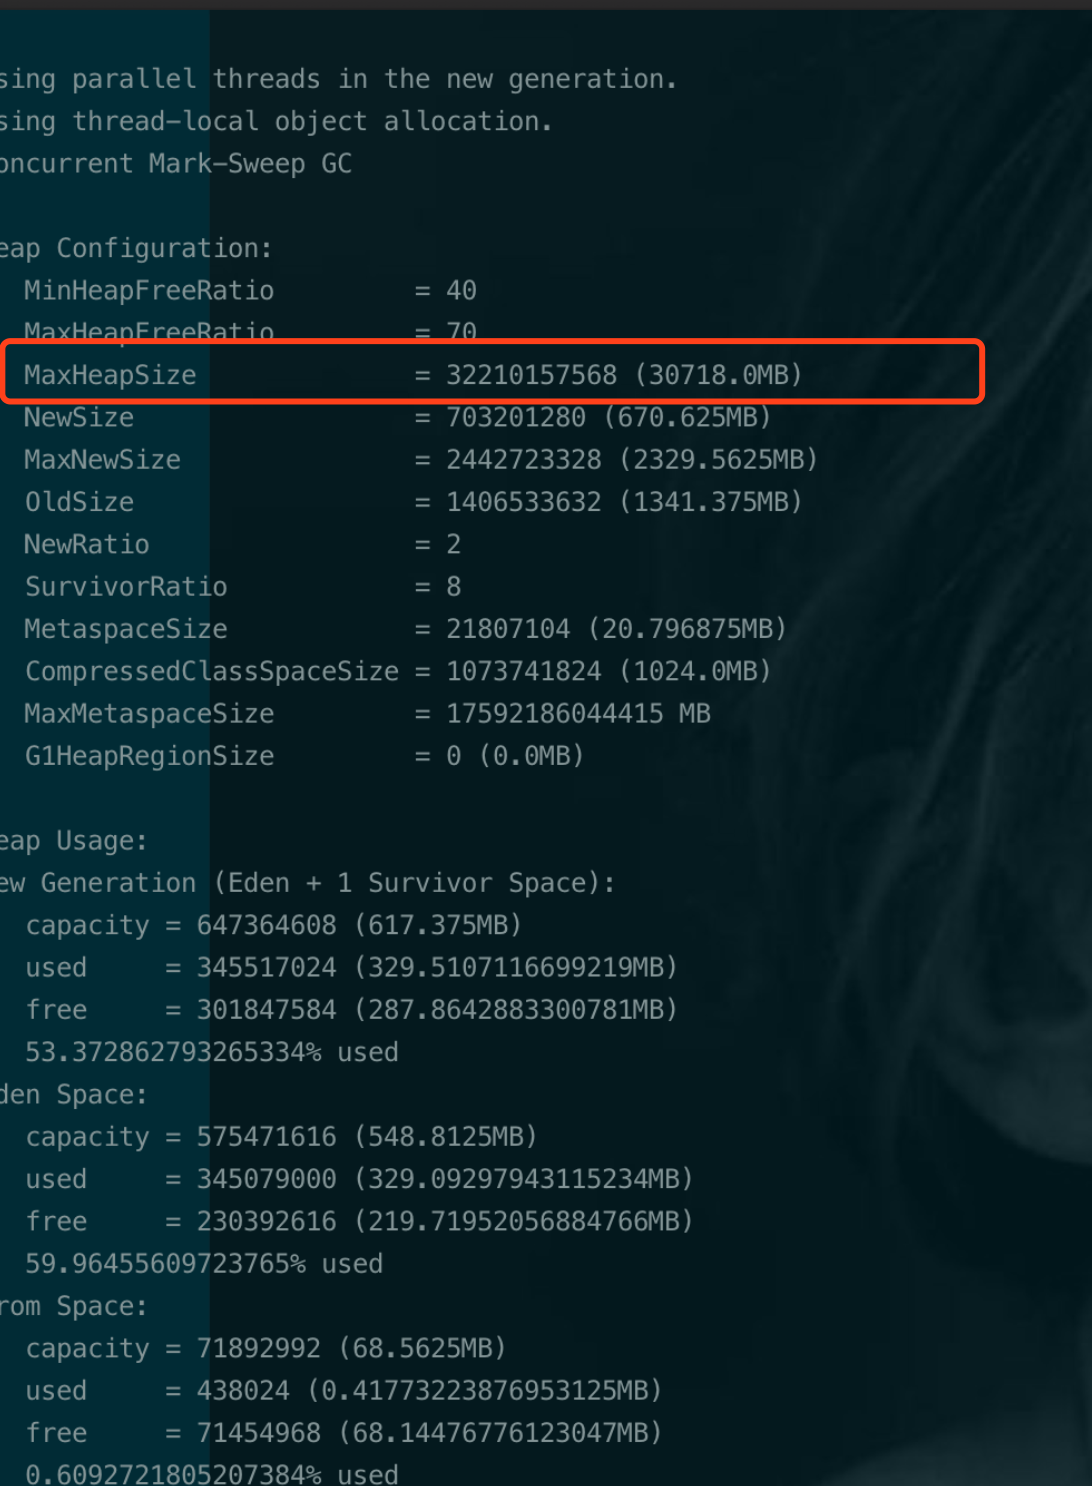 sing parallel threads in the new generation.
sing thread-local object allocation.
oncurrent Mark-Sweep GC
eap Configuration:
MinHeapFreeRatio = 40
MaxHeapFreeRatio = 70
MaxHeapSize = 32210157568 (30718.0MB)
NewSize = 703201280 (670.625MB)
MaxNewSize = 2442723328 (2329.5625MB)
OldSize = 1406533632 (1341.375MB)
NewRatio = 2
SurvivorRatio = 8
MetaspaceSize = 21807104 (20.796875MB)
CompressedClassSpaceSize = 1073741824 (1024.0MB)
MaxMetaspaceSize = 17592186044415 MB
G1HeapRegionSize = 0 (0.0MB)
eap Usage:
ew Generation (Eden + 1 Survivor Space):
capacity = 647364608 (617.375MB)
used = 345517024 (329.5107116699219MB)
free = 301847584 (287.8642883300781MB)
53.372862793265334% used
den Space:
capacity = 575471616 (548.8125MB)
used = 345079000 (329.09297943115234MB)
free = 230392616 (219.71952056884766MB)
59.96455609723765% used
rom Space:
capacity = 71892992 (68.5625MB)
used = 438024 (0.41773223876953125MB)
free = 71454968 (68.14476776123047MB)
0.6092721805207384% used